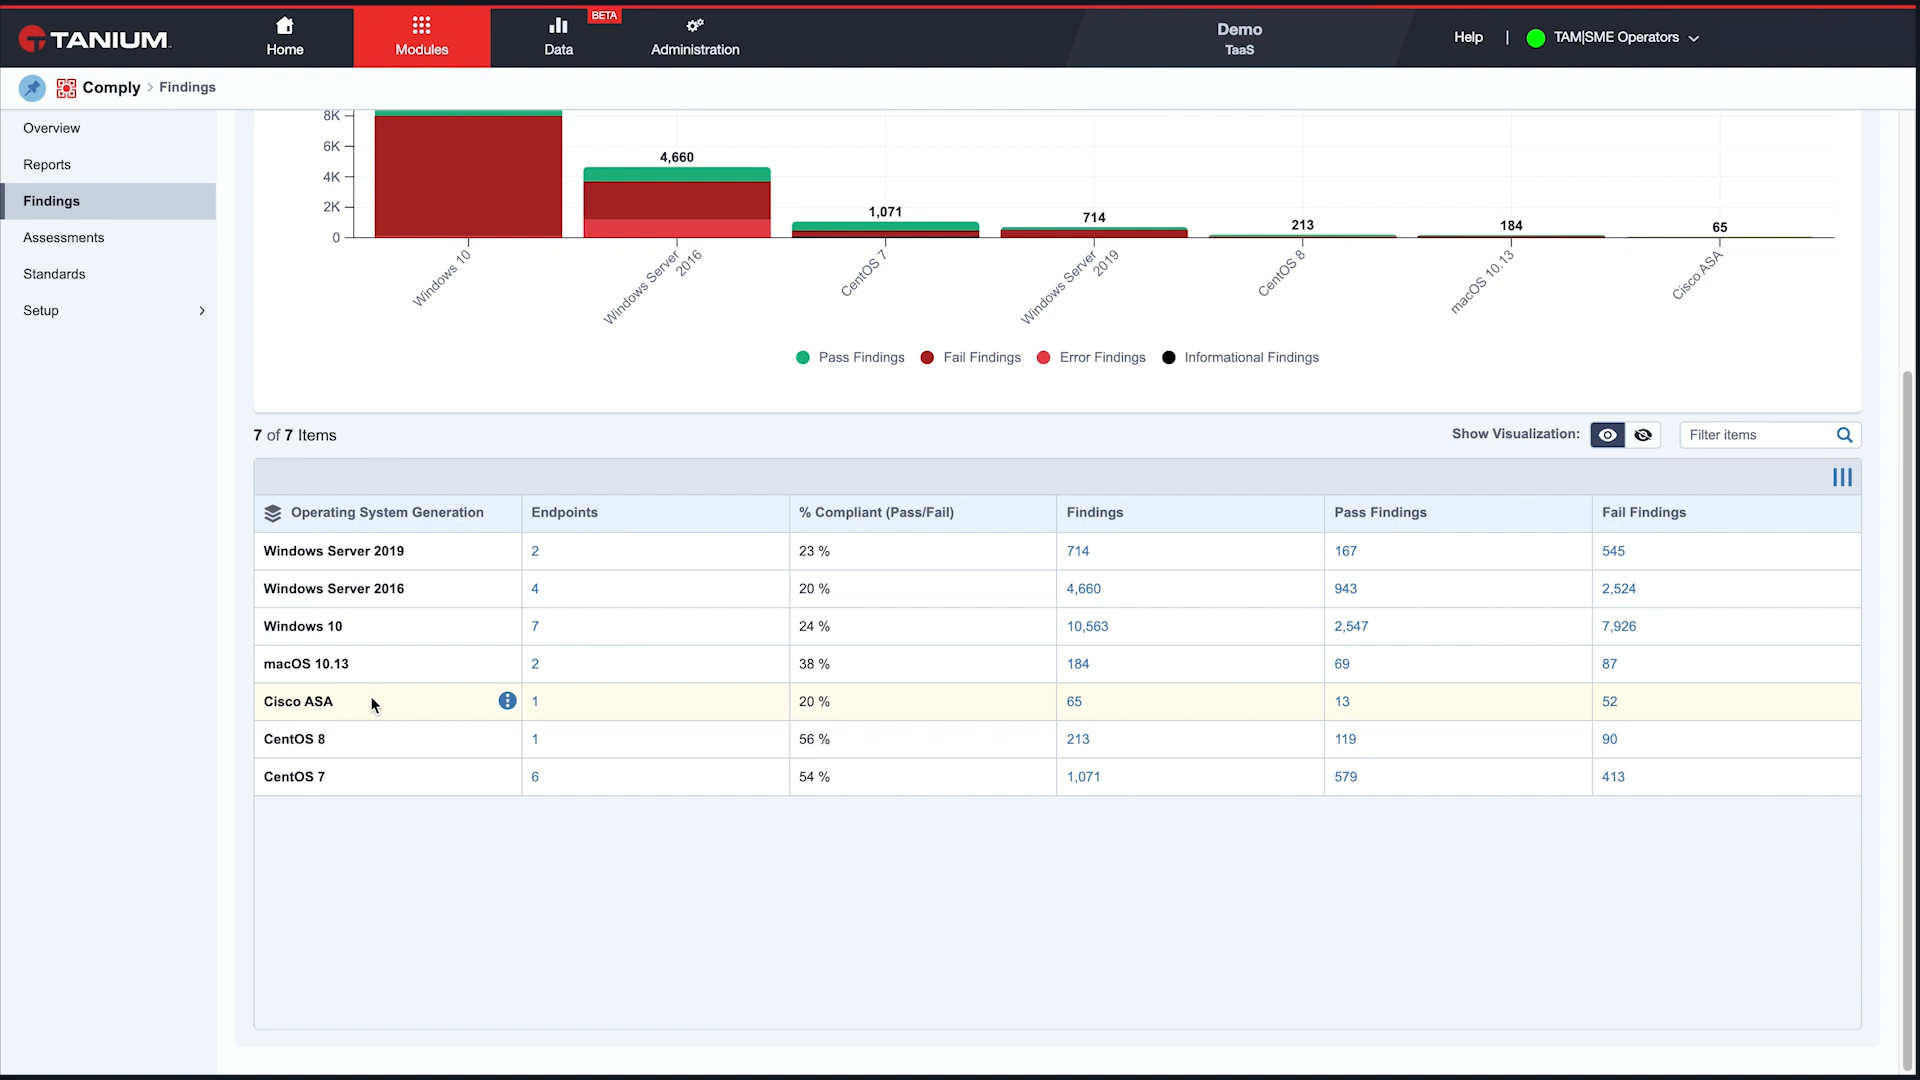 TANIUM
Home
Modules
BETA
Data
Administration
Demo
TaaS
Help | TAM|SME Operators
Comply > Findings
Overview
Reports
Findings
Assessments
Standards
Setup
8K
6K
4K
2K
0
4,660
1,071
714
213
184
65
Windows 10
Windows Server
2016
CentOS 7
Windows Server
2019
CentOS 8
macOS 10.13
Cisco ASA
Pass Findings Fail Findings Error Findings Informational Findings
7 of 7 Items
Show Visualization:
Filter items
Operating System Generation Endpoints % Compliant (Pass/Fail) Findings Pass Findings Fail Findings
Windows Server 2019 2 23 % 714 167 545
Windows Server 2016 4 20 % 4,660 943 2,524
Windows 10 7 24 % 10,563 2,547 7,926
macOS 10.13 2 38 % 184 69 87
Cisco ASA 1 20 % 65 13 52
CentOS 8 1 56 % 213 119 90
CentOS 7 6 54 % 1,071 579 413